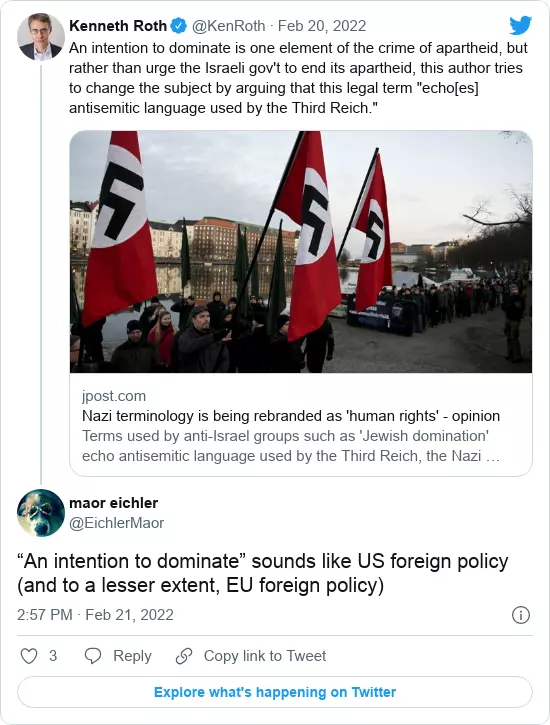 Kenneth Roth @KenRoth · Feb 20, 2022
An intention to dominate is one element of the crime of apartheid, but
rather than urge the Israeli gov't to end its apartheid, this author tries
to change the subject by arguing that this legal term "echo[es]
antisemitic language used by the Third Reich."
jpost.com
Nazi terminology is being rebranded as 'human rights' - opinion
Terms used by anti-Israel groups such as 'Jewish domination'
echo antisemitic language used by the Third Reich, the Nazi …
maor eichler
@EichlerMaor
“An intention to dominate” sounds like US foreign policy
(and to a lesser extent, EU foreign policy)
2:57 PM · Feb 21, 2022
3 Reply Copy link to Tweet
Explore what's happening on Twitter